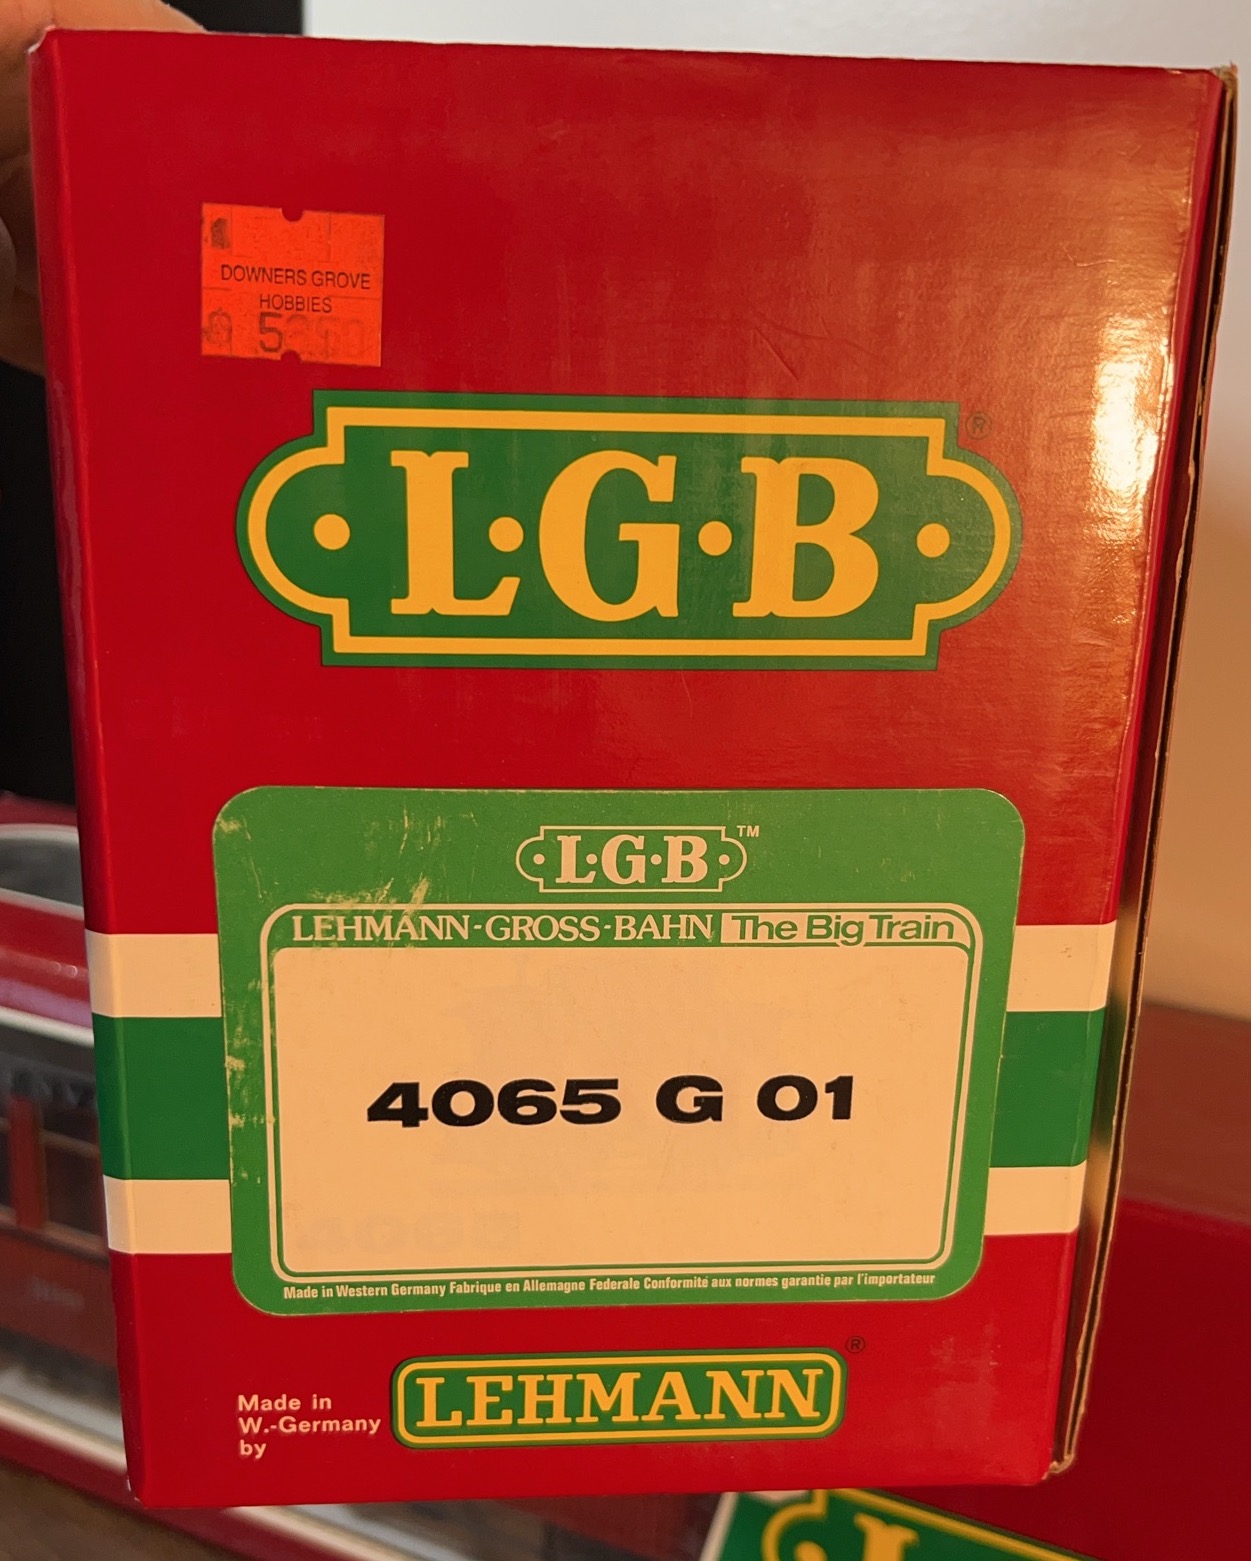 DOWNERS GROVE
HOBBIES
L·G·B ®
L·G·B ™
LEHMANN-GROSS-BAHN The Big Train
4065 G 01
Made in Western Germany Fabrique en Allemagne Federale Conformité aux normes garantie par l'importateur
LEHMANN ®
Made in
W.-Germany
by